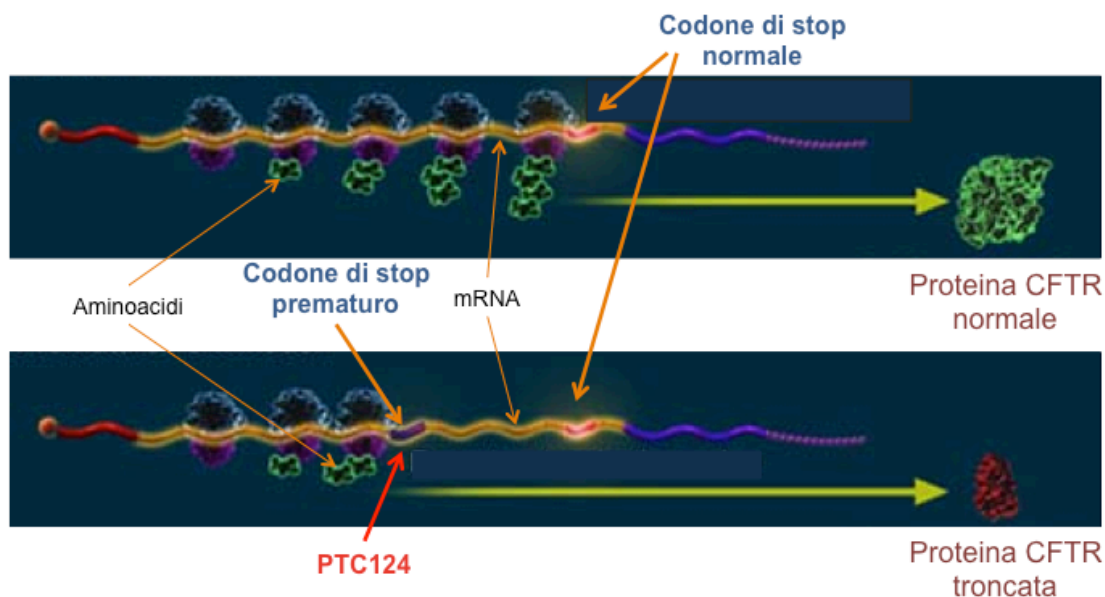 Codone di stop
normale
Aminoacidi
Codone di stop
prematuro
mRNA
Proteina CFTR
normale
PTC124
Proteina CFTR
troncata